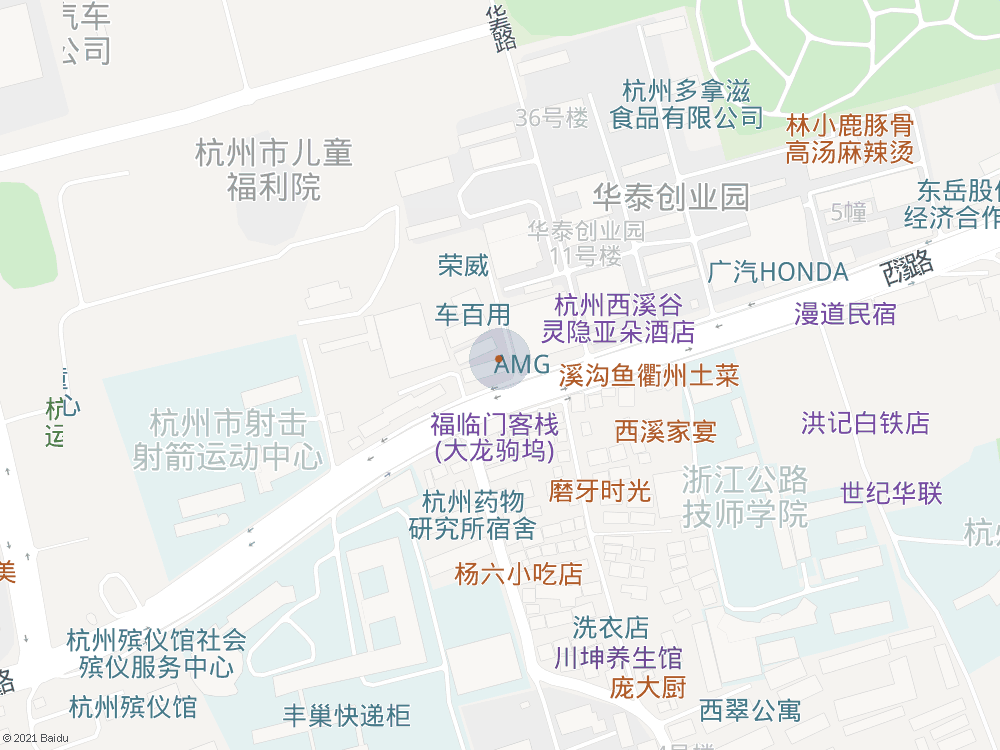 汽车
公司
华泰路
杭州多拿滋
食品有限公司
36号楼
林小鹿豚骨
高汤麻辣烫
杭州市儿童
福利院
华泰创业园
5幢
东岳股份
经济合作
华泰创业园
11号楼
荣威
广汽HONDA
西溪路
车百用
杭州西溪谷
灵隐亚朵酒店
漫道民宿
AMG
溪沟鱼衢州土菜
杭
运
心
杭州市射击
射箭运动中心
福临门客栈
(大龙驹坞)
西溪家宴
洪记白铁店
磨牙时光
浙江公路
技师学院
世纪华联
杭州药物
研究所宿舍
杭州
美
杨六小吃店
洗衣店
杭州殡仪馆社会
殡仪服务中心
川坤养生馆
路
庞大厨
杭州殡仪馆
丰巢快递柜
西翠公寓
4号楼
© 2021 Baidu